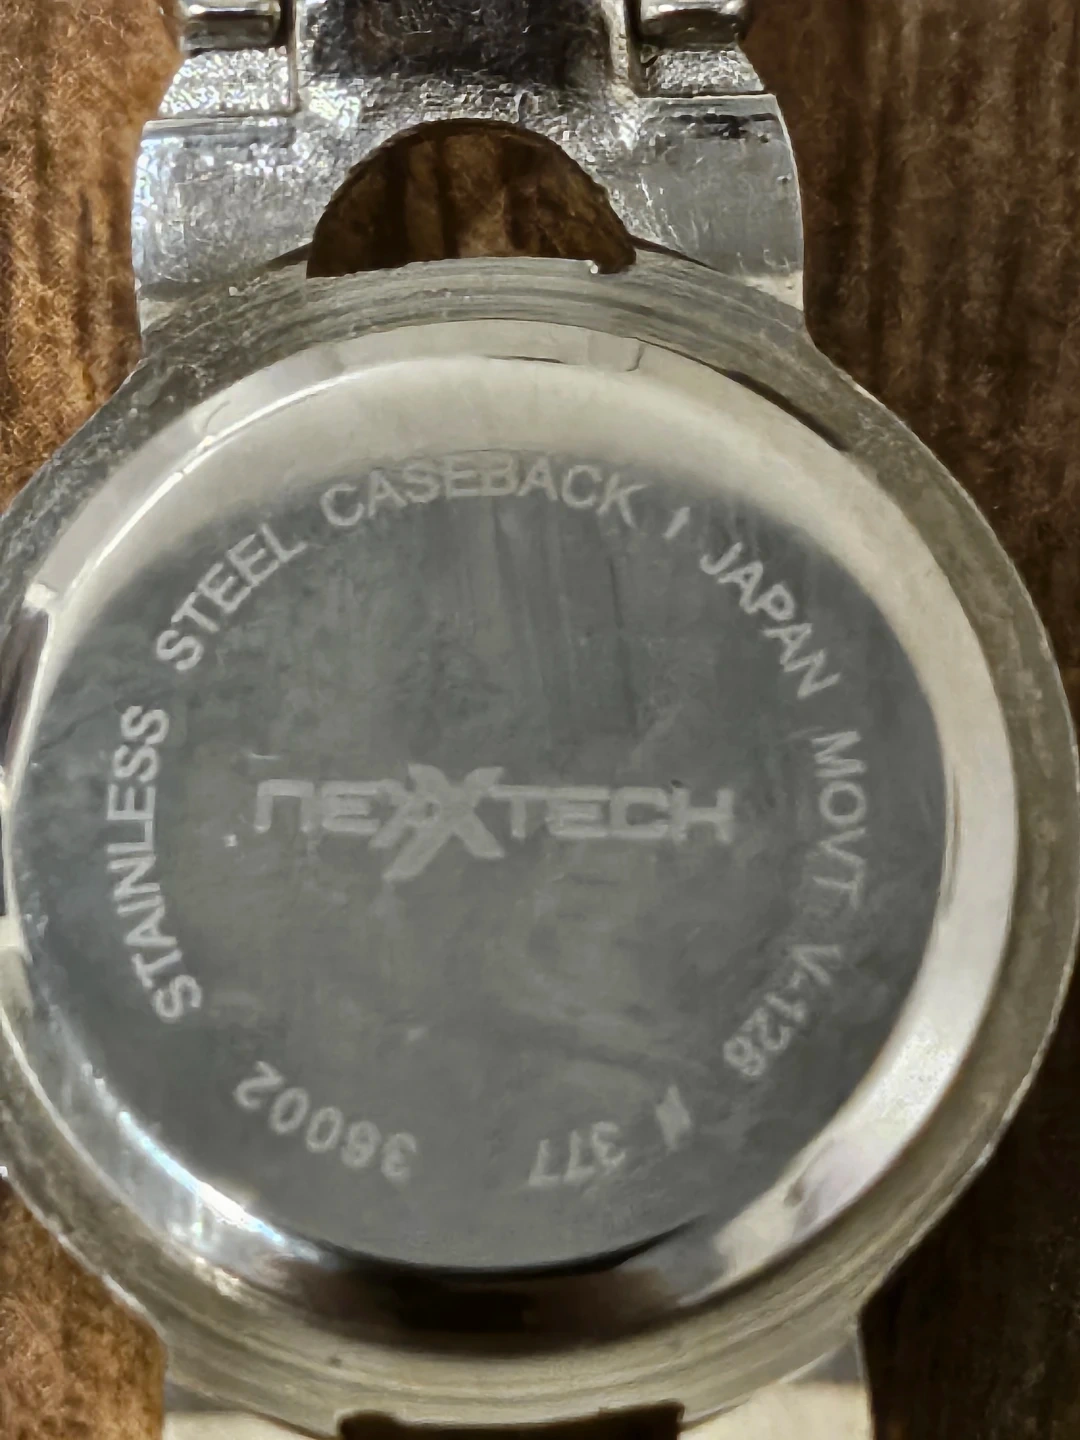 STAINLESS STEEL CASEBACK / JAPAN MOVT V-128 / 377
nexxtech
36002